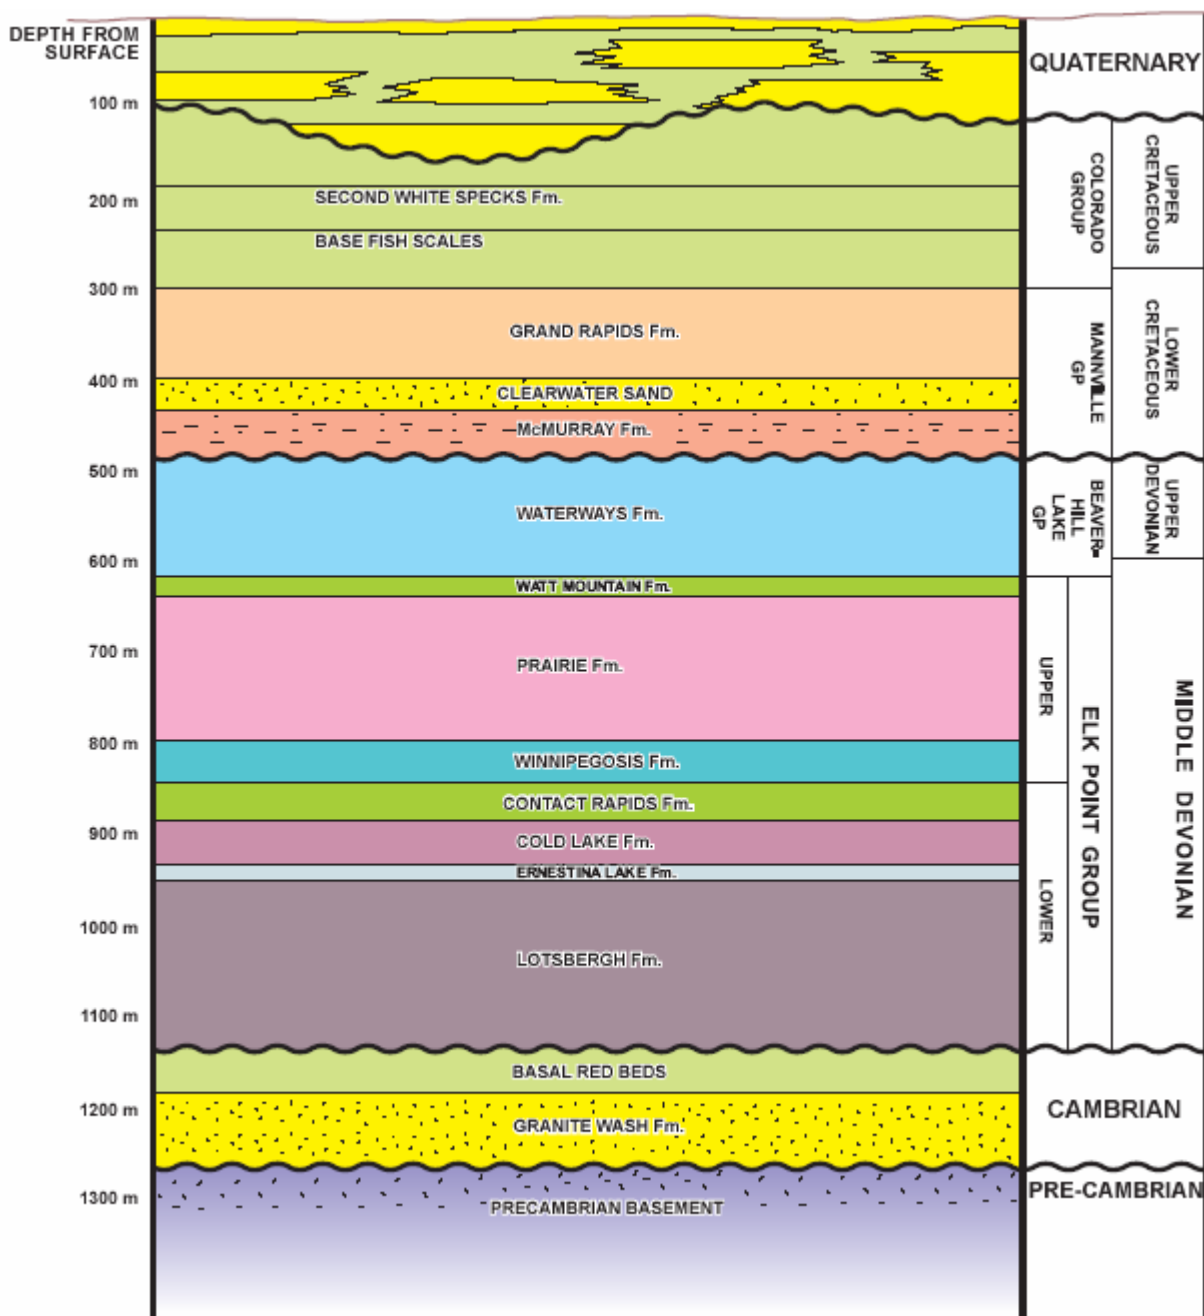 DEPTH FROM
SURFACE
100 m
200 m
300 m
400 m
500 m
600 m
700 m
800 m
900 m
1000 m
1100 m
1200 m
1300 m
SECOND WHITE SPECKS Fm.
BASE FISH SCALES
GRAND RAPIDS Fm.
CLEARWATER SAND
McMURRAY Fm.
WATERWAYS Fm.
WATT MOUNTAIN Fm.
PRAIRIE Fm.
WINNIPEGOSIS Fm.
CONTACT RAPIDS Fm.
COLD LAKE Fm.
ERNESTINA LAKE Fm.
LOTSBERGH Fm.
BASAL RED BEDS
GRANITE WASH Fm.
PRECAMBRIAN BASEMENT
QUATERNARY
COLORADO
GROUP
UPPER
CRETACEOUS
MANNVILLE
GP
LOWER
CRETACEOUS
BEAVER-
HILL
LAKE
GP
UPPER
DEVONIAN
UPPER
LOWER
ELK POINT GROUP
MIDDLE DEVONIAN
CAMBRIAN
PRE-CAMBRIAN